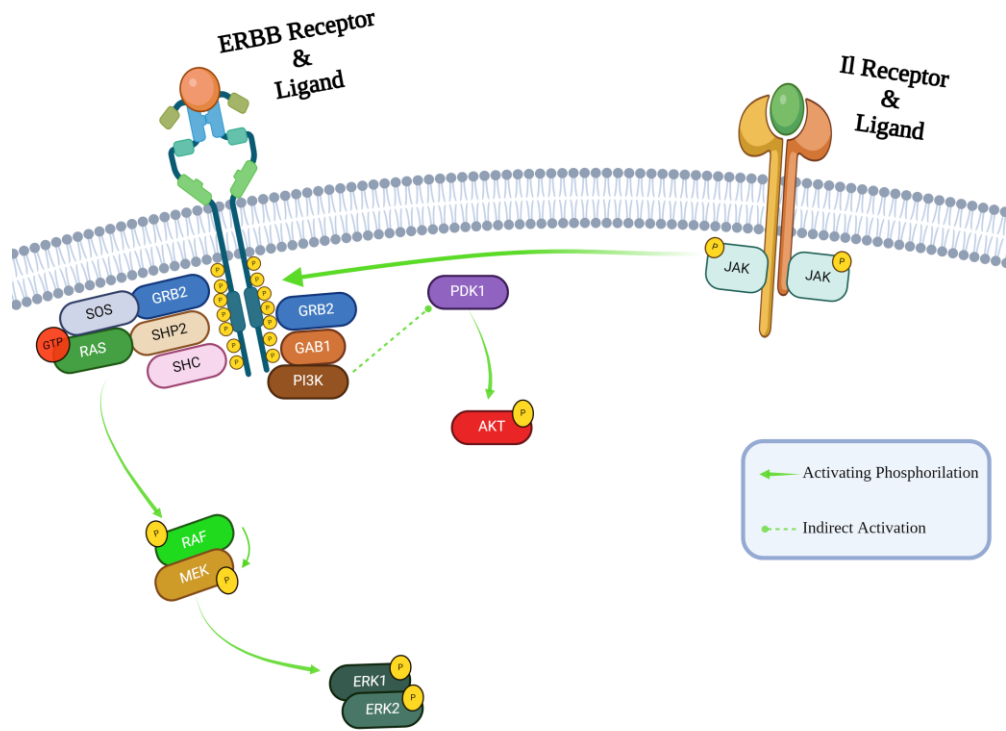 ERBB Receptor
&
Ligand
Il Receptor
&
Ligand
P
P
JAK
JAK
P
P
P
P
P
P
P
P
P
P
P
P
P
P
PDK1
GRB2
SOS
GRB2
SHP2
GAB1
GTP
RAS
SHC
PI3K
P
AKT
Activating Phosphorilation
Indirect Activation
P
RAF
MEK
P
P
ERK1
P
ERK2